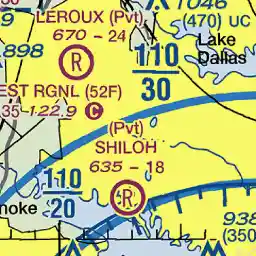 LEROUX (Pvt)
1046
670 - 24
(470) UC
898
R
110
30
Lake
Dallas
EST RGNL (52F)
35 -122.9 C
(Pvt)
SHILOH
635 - 18
110
20
noke
R
938
(350